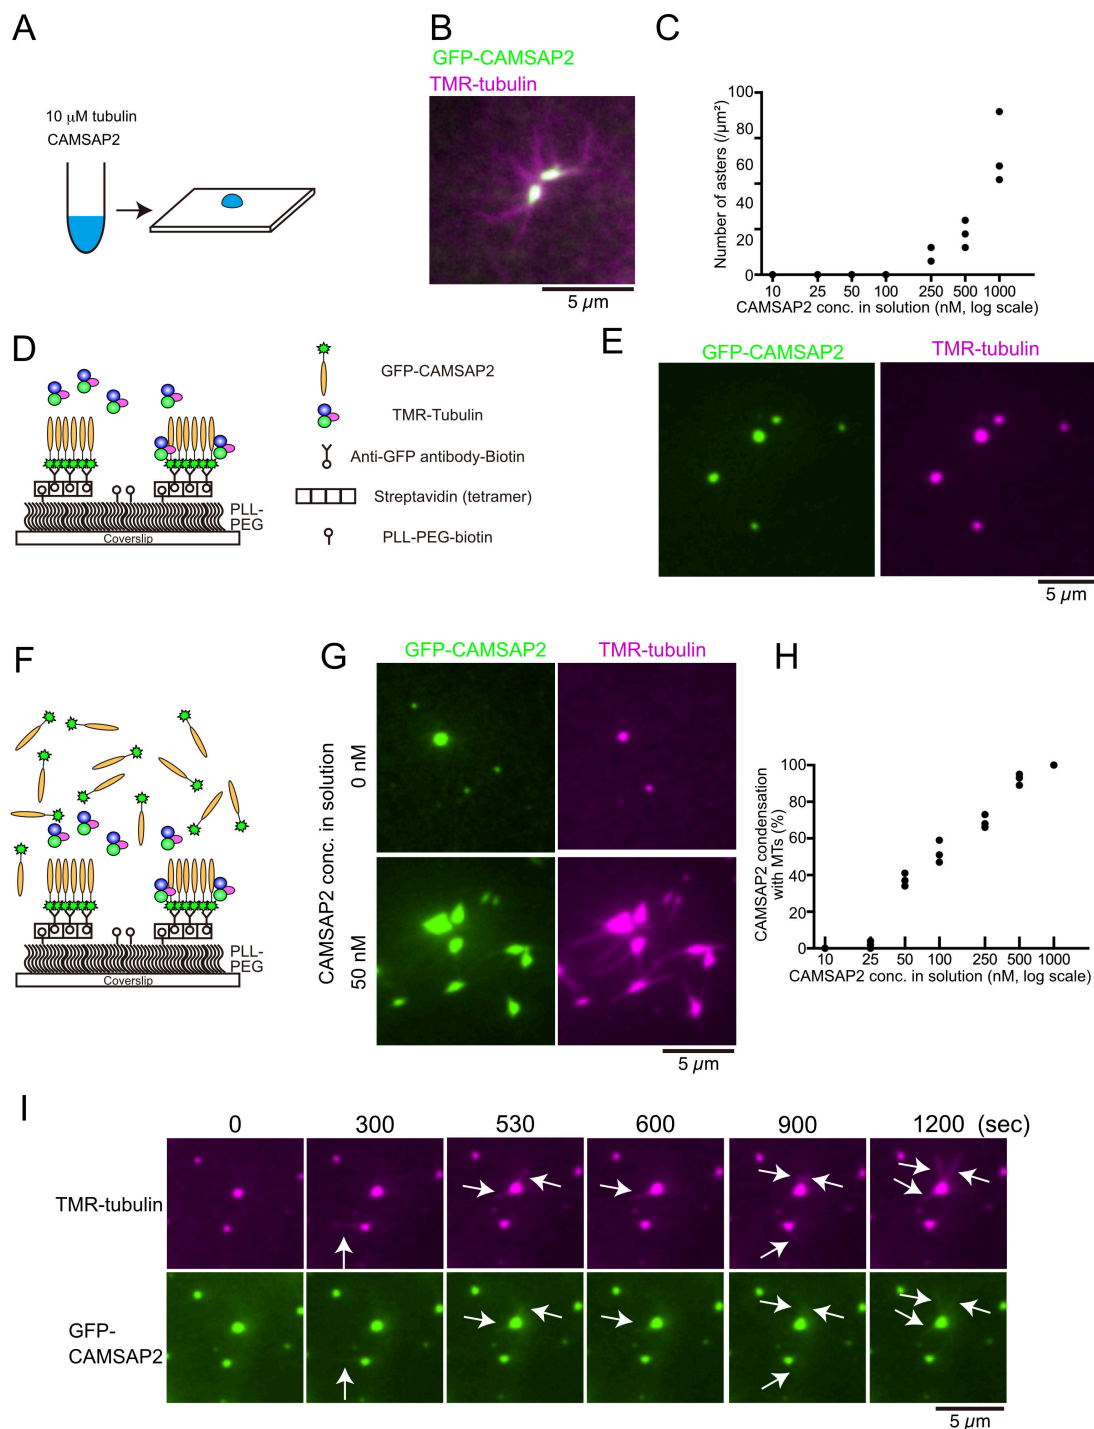 A
10 μM tubulin
CAMSAP2
B
GFP-CAMSAP2
TMR-tubulin
5 μm
C
Number of asters (/μm²)
100
80
60
40
20
0
10 25 50 100 250 500 1000
CAMSAP2 conc. in solution (nM, log scale)
D
PLL-
PEG
Coverslip
GFP-CAMSAP2
TMR-Tubulin
Anti-GFP antibody-Biotin
Streptavidin (tetramer)
PLL-PEG-biotin
E
GFP-CAMSAP2 TMR-tubulin
5 μm
F
PLL-
PEG
Coverslip
G
GFP-CAMSAP2 TMR-tubulin
CAMSAP2 conc. in solution
0 nM
50 nM
5 μm
H
CAMSAP2 condensation
with MTs (%)
100
80
60
40
20
0
10 25 50 100 250 500 1000
CAMSAP2 conc. in solution (nM, log scale)
I
0 300 530 600 900 1200 (sec)
TMR-tubulin
GFP-
CAMSAP2
5 μm